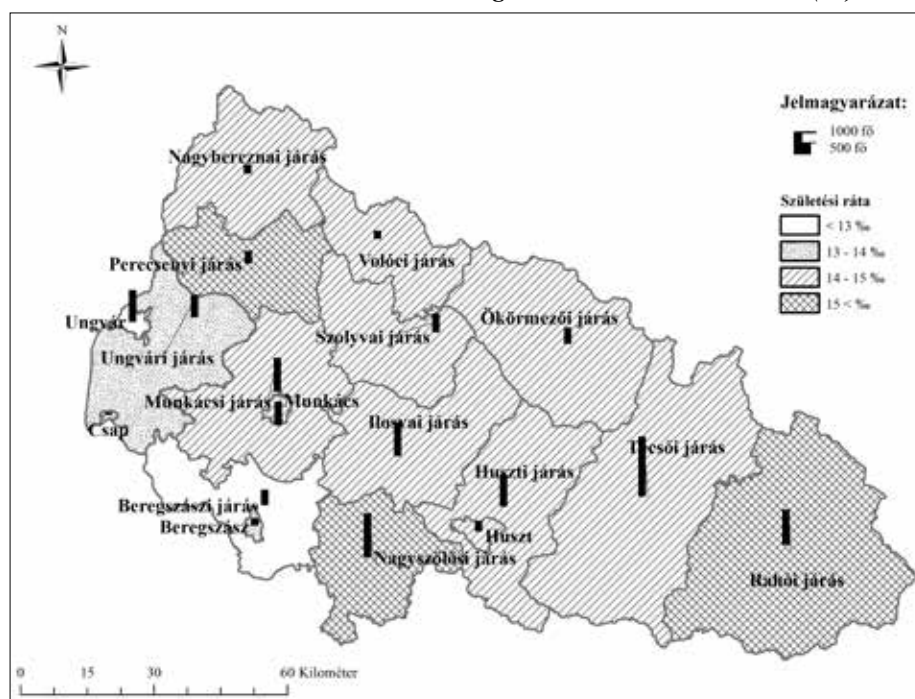 N
Jelmagyarázat:
1000 fő
500 fő
Születési ráta
< 13 ‰
13 - 14 ‰
14 - 15 ‰
15 < ‰
Nagybereznai járás
Volóci járás
Perecsenyi járás
Ungvár
Szolyvai járás
Ökörmezői járás
Ungvári járás
Munkácsi járás
Munkács
Csap
Ilosvai járás
Técsői járás
Huszti járás
Beregszászi járás
Beregszász
Huszt
Nagyszőlősi járás
Rahói járás
0 15 30 60 Kilométer